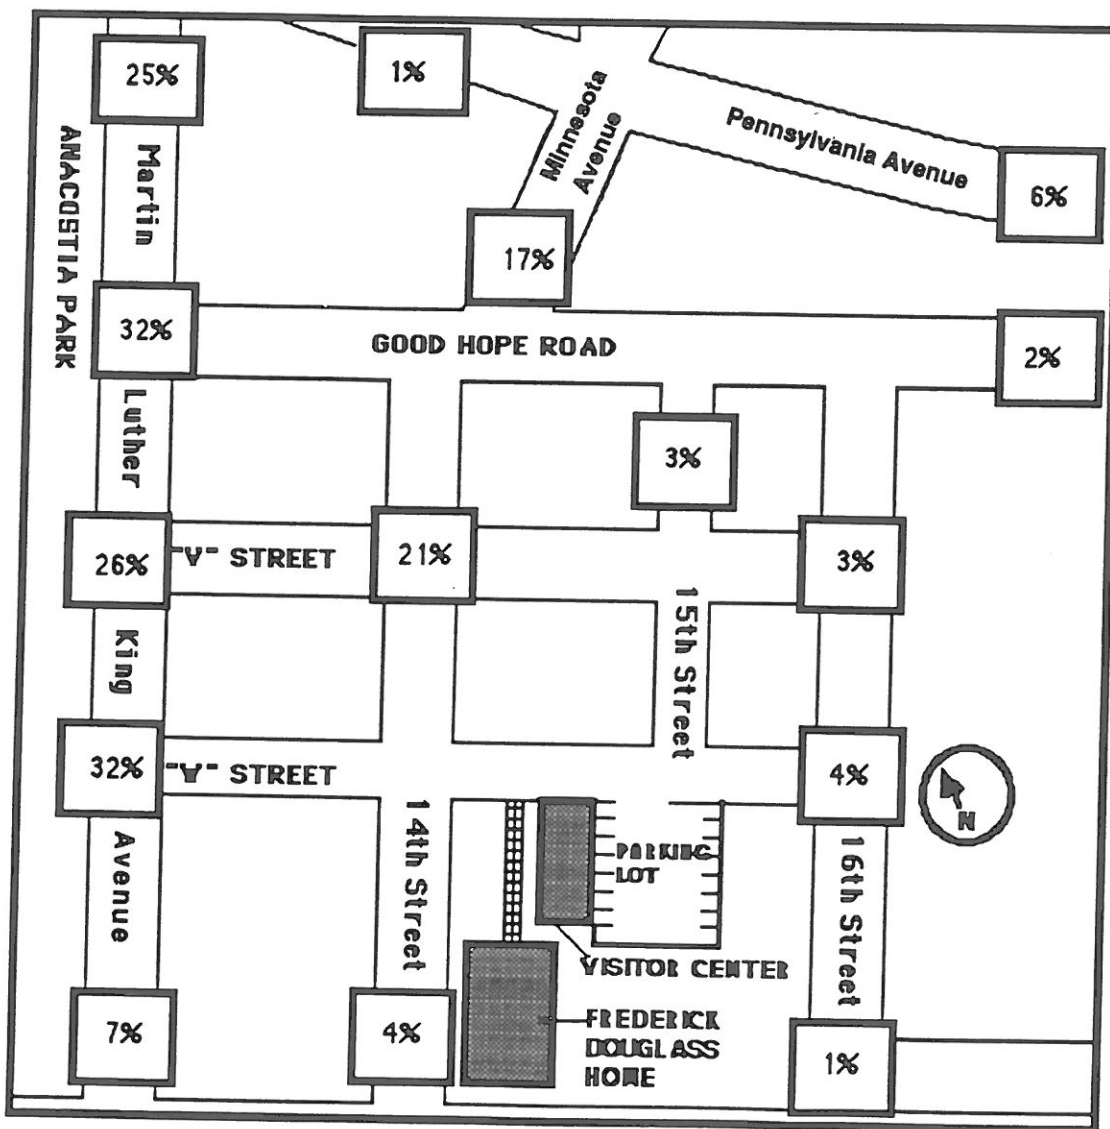 25%
1%
Minnesota
Avenue
Pennsylvania Avenue
6%
17%
ANACOSTIA PARK
Martin
32%
GOOD HOPE ROAD
2%
Luther
3%
26%
"V" STREET
21%
3%
King
15th Street
32%
"W" STREET
4%
N
Avenue
14th Street
PARKING
LOT
16th Street
VISITOR CENTER
7%
4%
FREDERICK
DOUGLASS
HOME
1%